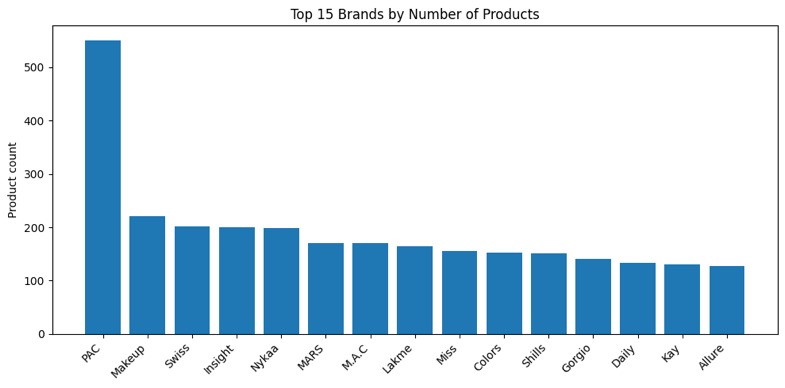 Top 15 Brands by Number of Products
Product count
500
400
300
200
100
0
PAC
Makeup
Swiss
Insight
Nykaa
MARS
M.A.C
Lakme
Miss
Colors
Shills
Gorgio
Daily
Kay
Allure